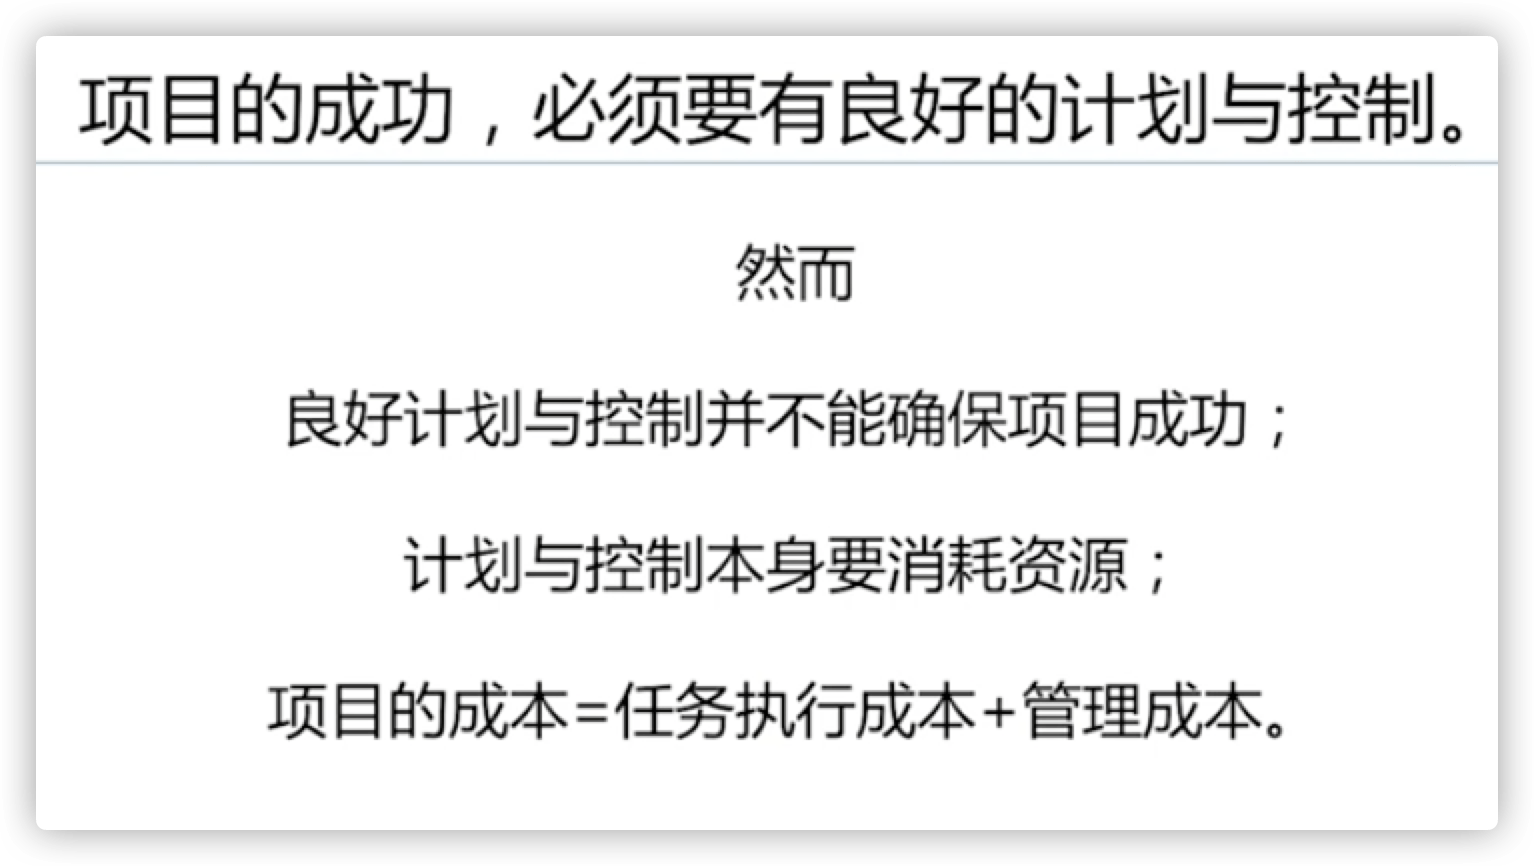 项目的成功，必须要有良好的计划与控制。
然而
良好计划与控制并不能确保项目成功；
计划与控制本身要消耗资源；
项目的成本=任务执行成本+管理成本。